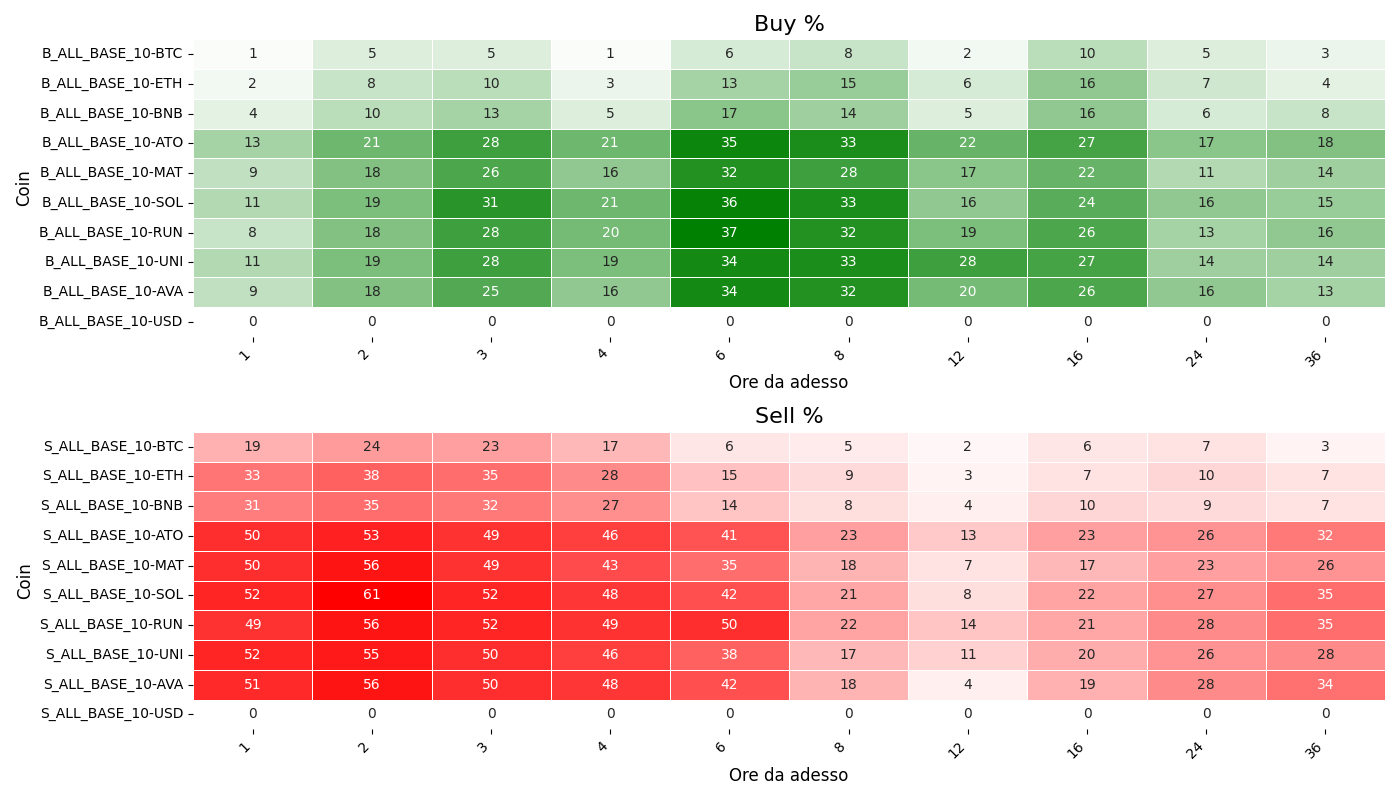 Buy %
Coin
B_ALL_BASE_10-BTC 1 5 5 1 6 8 2 10 5 3
B_ALL_BASE_10-ETH 2 8 10 3 13 15 6 16 7 4
B_ALL_BASE_10-BNB 4 10 13 5 17 14 5 16 6 8
B_ALL_BASE_10-ATO 13 21 28 21 35 33 22 27 17 18
B_ALL_BASE_10-MAT 9 18 26 16 32 28 17 22 11 14
B_ALL_BASE_10-SOL 11 19 31 21 36 33 16 24 16 15
B_ALL_BASE_10-RUN 8 18 28 20 37 32 19 26 13 16
B_ALL_BASE_10-UNI 11 19 28 19 34 33 28 27 14 14
B_ALL_BASE_10-AVA 9 18 25 16 34 32 20 26 16 13
B_ALL_BASE_10-USD 0 0 0 0 0 0 0 0 0 0
1 2 3 4 6 8 12 16 24 36
Ore da adesso
Sell %
Coin
S_ALL_BASE_10-BTC 19 24 23 17 6 5 2 6 7 3
S_ALL_BASE_10-ETH 33 38 35 28 15 9 3 7 10 7
S_ALL_BASE_10-BNB 31 35 32 27 14 8 4 10 9 7
S_ALL_BASE_10-ATO 50 53 49 46 41 23 13 23 26 32
S_ALL_BASE_10-MAT 50 56 49 43 35 18 7 17 23 26
S_ALL_BASE_10-SOL 52 61 52 48 42 21 8 22 27 35
S_ALL_BASE_10-RUN 49 56 52 49 50 22 14 21 28 35
S_ALL_BASE_10-UNI 52 55 50 46 38 17 11 20 26 28
S_ALL_BASE_10-AVA 51 56 50 48 42 18 4 19 28 34
S_ALL_BASE_10-USD 0 0 0 0 0 0 0 0 0 0
1 2 3 4 6 8 12 16 24 36
Ore da adesso